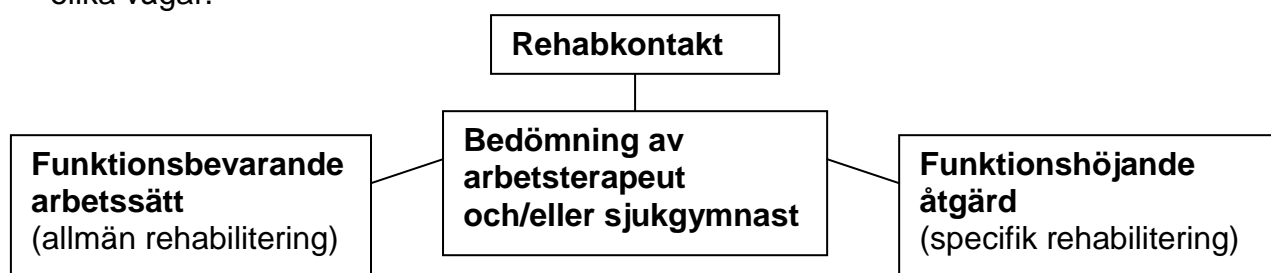 olika vägar:
Rehabkontakt
Bedömning av
arbetsterapeut
och/eller sjukgymnast
Funktionsbevarande
arbetssätt
(allmän rehabilitering)
Funktionshöjande
åtgärd
(specifik rehabilitering)